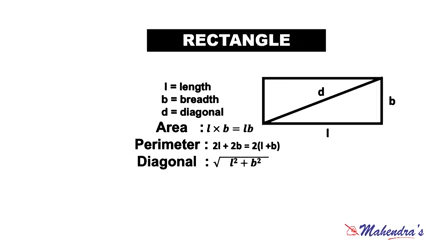 RECTANGLE
l = length
b = breadth
d = diagonal
Area : l × b = lb
Perimeter : 2l + 2b = 2(l +b)
Diagonal : √ l² + b²
d
b
l
Mahendra's